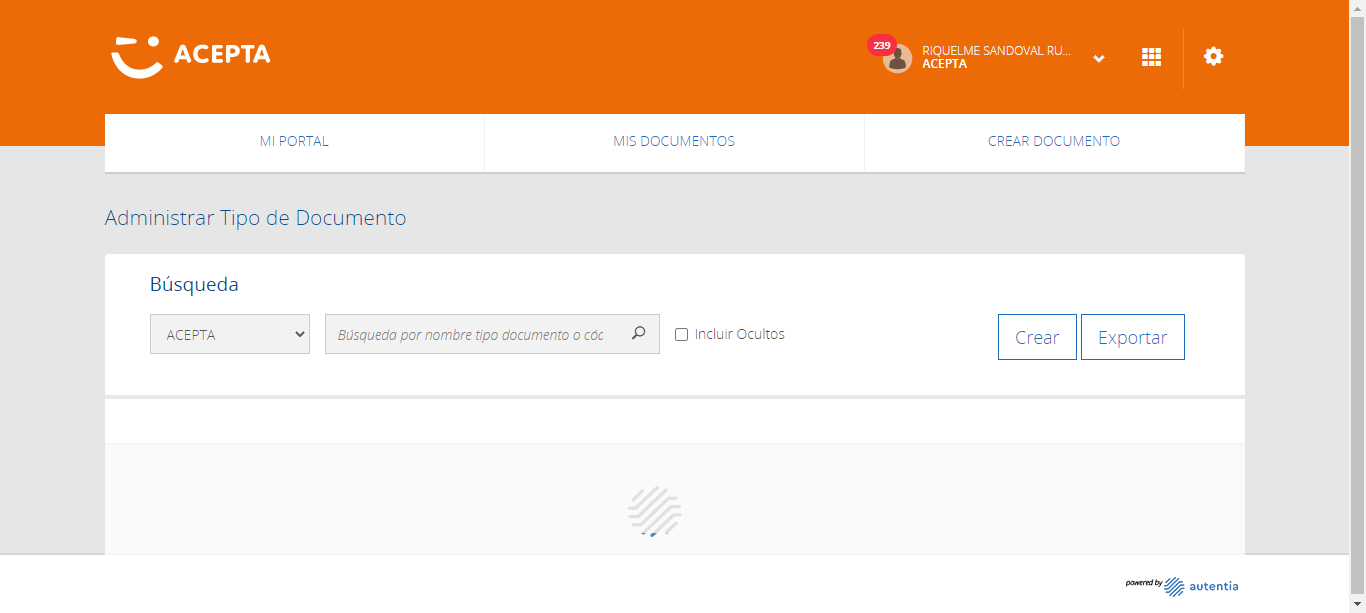 ACEPTA
239
RIQUELME SANDOVAL RU...
ACEPTA
MI PORTAL
MIS DOCUMENTOS
CREAR DOCUMENTO
Administrar Tipo de Documento
Búsqueda
ACEPTA
Búsqueda por nombre tipo documento o cóc
Incluir Ocultos
Crear
Exportar
powered by autentia